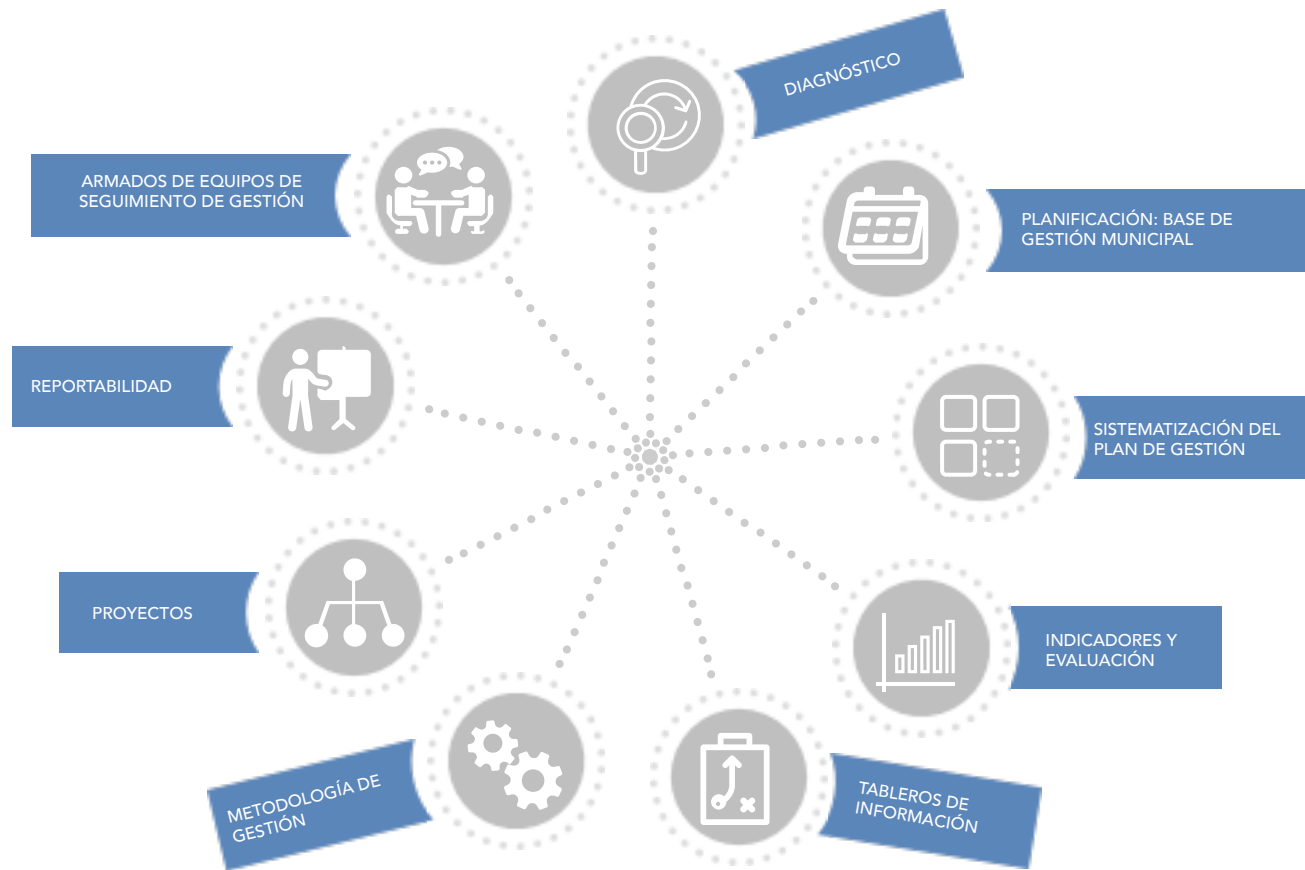 DIAGNÓSTICO
PLANIFICACIÓN: BASE DE
GESTIÓN MUNICIPAL
SISTEMATIZACIÓN DEL
PLAN DE GESTIÓN
INDICADORES Y
EVALUACIÓN
TABLEROS DE
INFORMACIÓN
METODOLOGÍA DE
GESTIÓN
PROYECTOS
REPORTABILIDAD
ARMADOS DE EQUIPOS DE
SEGUIMIENTO DE GESTIÓN